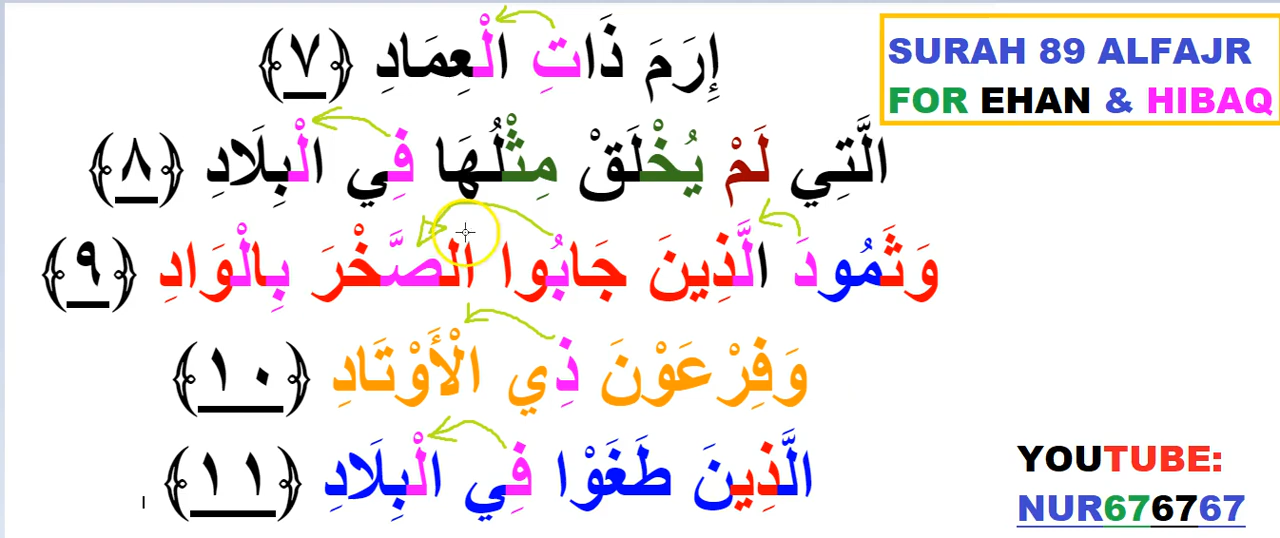 إِرَمَ ذَاتِ الْعِمَادِ ﴿٧﴾
الَّتِي لَمْ يُخْلَقْ مِثْلُهَا فِي الْبِلَادِ ﴿٨﴾
وَثَمُودَ الَّذِينَ جَابُوا الصَّخْرَ بِالْوَادِ ﴿٩﴾
وَفِرْعَوْنَ ذِي الْأَوْتَادِ ﴿١٠﴾
الَّذِينَ طَغَوْا فِي الْبِلَادِ ﴿١١﴾
SURAH 89 ALFAJR
FOR EHAN & HIBAQ
YOUTUBE:
NUR676767